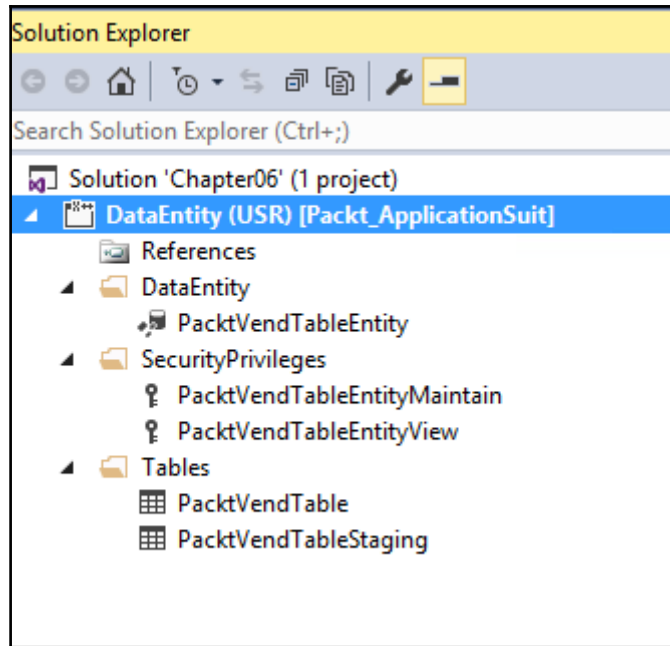 Solution Explorer
Search Solution Explorer (Ctrl+;)
Solution 'Chapter06' (1 project)
DataEntity (USR) [Packt_ApplicationSuit]
References
DataEntity
PacktVendTableEntity
SecurityPrivileges
PacktVendTableEntityMaintain
PacktVendTableEntityView
Tables
PacktVendTable
PacktVendTableStaging